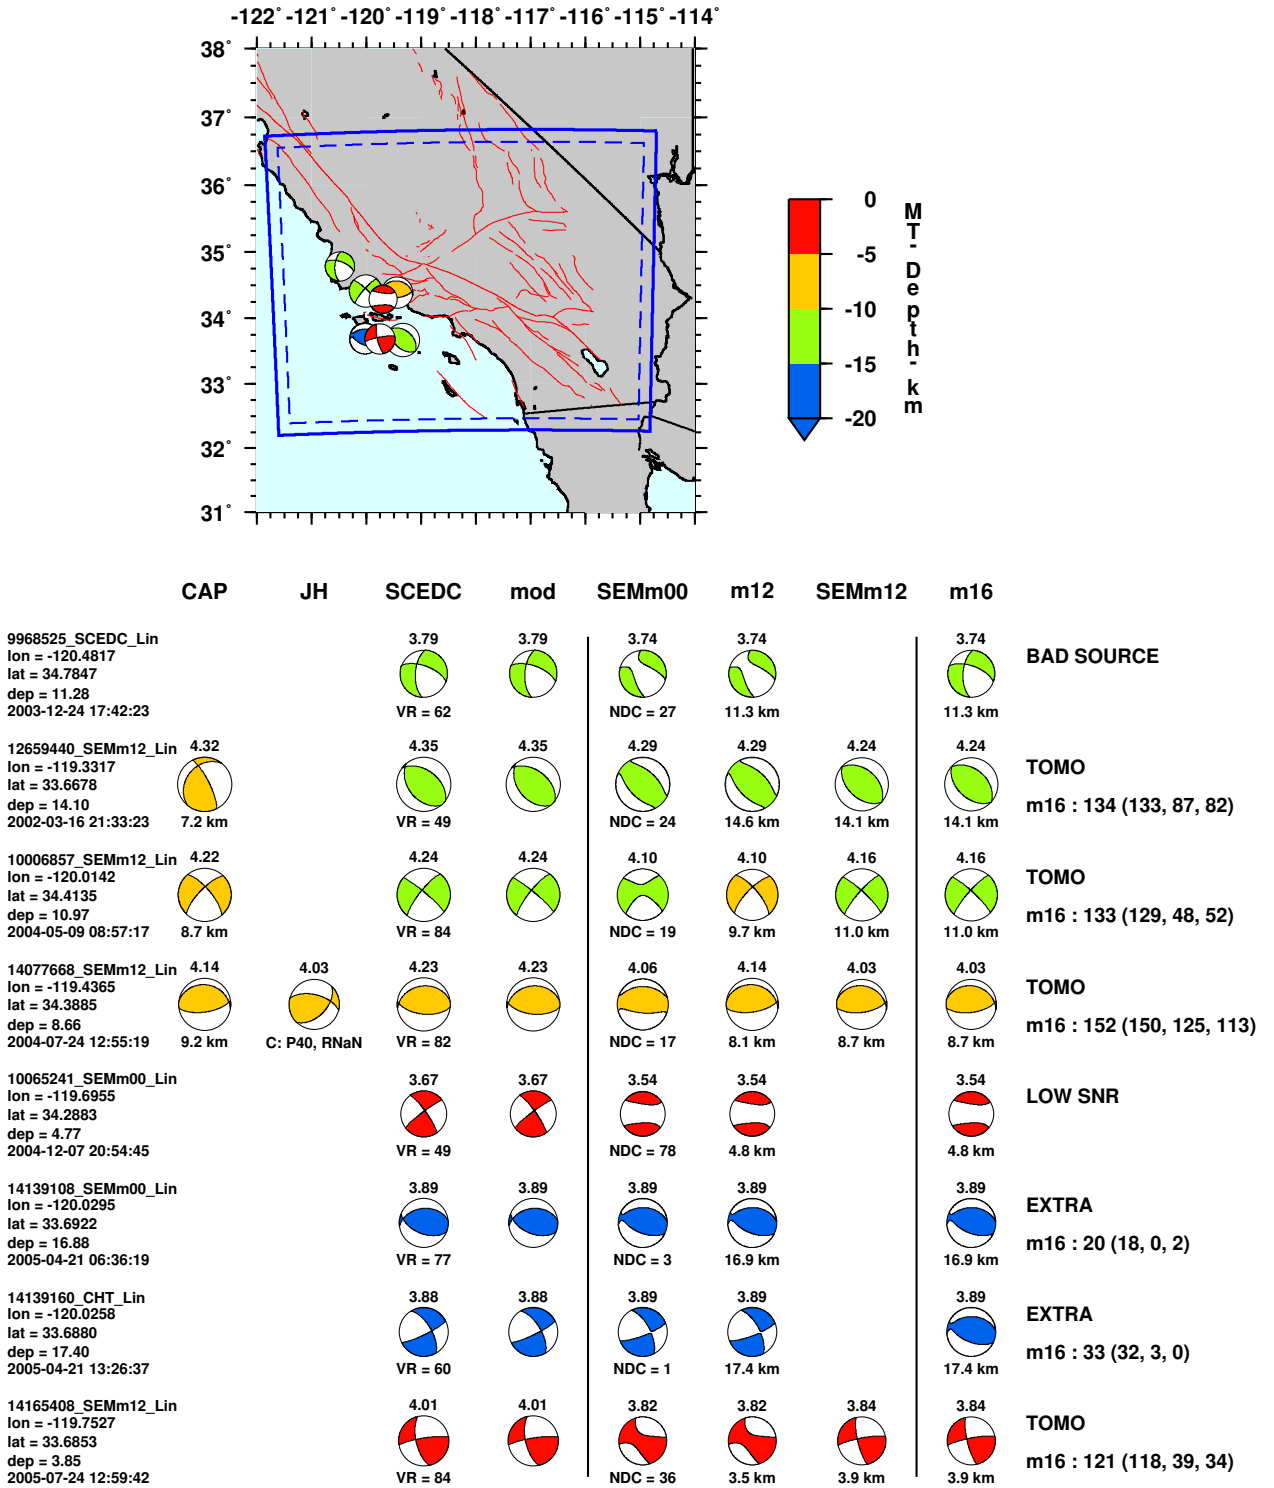 -122° -121° -120° -119° -118° -117° -116° -115° -114°
38°
37°
36°
35°
34°
33°
32°
31°
0
-5
-10
-15
-20
MT-Depth-km
CAP JH SCEDC mod SEMm00 m12 SEMm12 m16
9968525_SCEDC_Lin
lon = -120.4817
lat = 34.7847
dep = 11.28
2003-12-24 17:42:23
3.79 3.79 3.74 3.74 3.74
VR = 62 NDC = 27 11.3 km 11.3 km
BAD SOURCE
12659440_SEMm12_Lin
lon = -119.3317
lat = 33.6678
dep = 14.10
2002-03-16 21:33:23
4.32 4.35 4.35 4.29 4.29 4.24 4.24
7.2 km VR = 49 NDC = 24 14.6 km 14.1 km 14.1 km
TOMO
m16 : 134 (133, 87, 82)
10006857_SEMm12_Lin
lon = -120.0142
lat = 34.4135
dep = 10.97
2004-05-09 08:57:17
4.22 4.24 4.24 4.10 4.10 4.16 4.16
8.7 km VR = 84 NDC = 19 9.7 km 11.0 km 11.0 km
TOMO
m16 : 133 (129, 48, 52)
14077668_SEMm12_Lin
lon = -119.4365
lat = 34.3885
dep = 8.66
2004-07-24 12:55:19
4.14 4.03 4.23 4.23 4.06 4.14 4.03 4.03
9.2 km C: P40, RNaN VR = 82 NDC = 17 8.1 km 8.7 km 8.7 km
TOMO
m16 : 152 (150, 125, 113)
10065241_SEMm00_Lin
lon = -119.6955
lat = 34.2883
dep = 4.77
2004-12-07 20:54:45
3.67 3.67 3.54 3.54 3.54
VR = 49 NDC = 78 4.8 km 4.8 km
LOW SNR
14139108_SEMm00_Lin
lon = -120.0295
lat = 33.6922
dep = 16.88
2005-04-21 06:36:19
3.89 3.89 3.89 3.89 3.89
VR = 77 NDC = 3 16.9 km 16.9 km
EXTRA
m16 : 20 (18, 0, 2)
14139160_CHT_Lin
lon = -120.0258
lat = 33.6880
dep = 17.40
2005-04-21 13:26:37
3.88 3.88 3.89 3.89 3.89
VR = 60 NDC = 1 17.4 km 17.4 km
EXTRA
m16 : 33 (32, 3, 0)
14165408_SEMm12_Lin
lon = -119.7527
lat = 33.6853
dep = 3.85
2005-07-24 12:59:42
4.01 4.01 3.82 3.82 3.84 3.84
VR = 84 NDC = 36 3.5 km 3.9 km 3.9 km
TOMO
m16 : 121 (118, 39, 34)